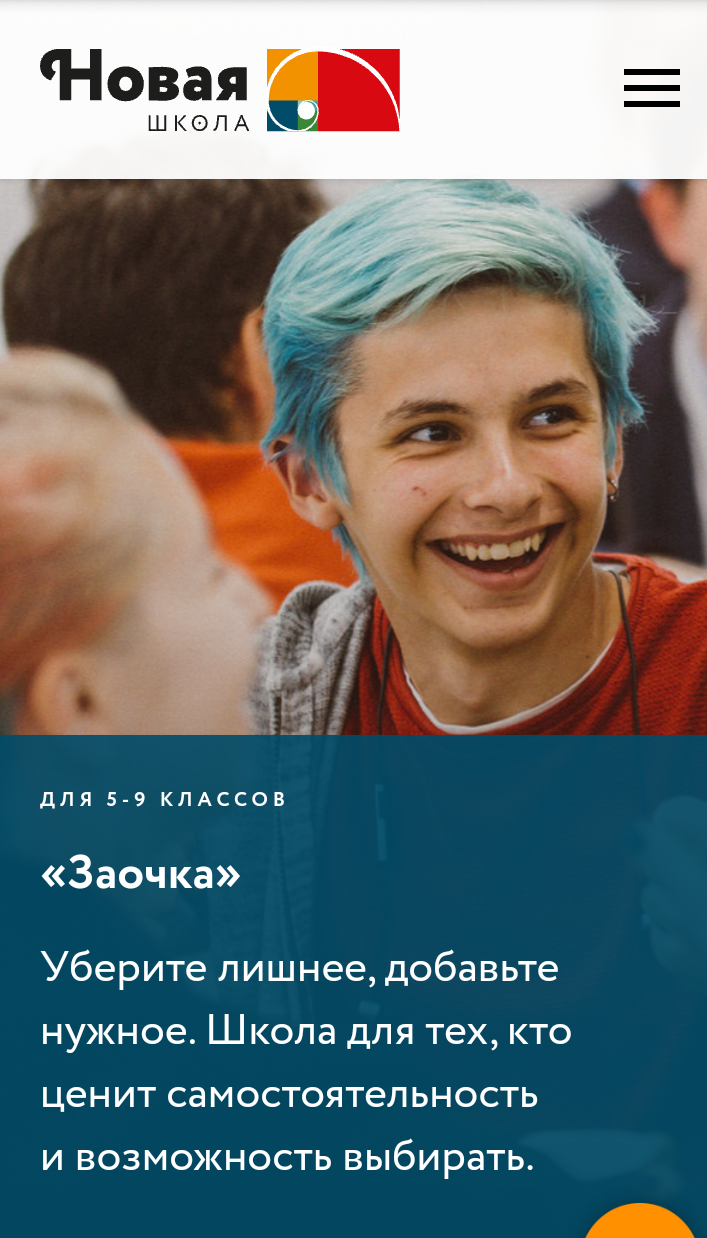 Новая
ШКОЛА
ДЛЯ 5-9 КЛАССОВ
«Заочка»
Уберите лишнее, добавьте
нужное. Школа для тех, кто
ценит самостоятельность
и возможность выбирать.